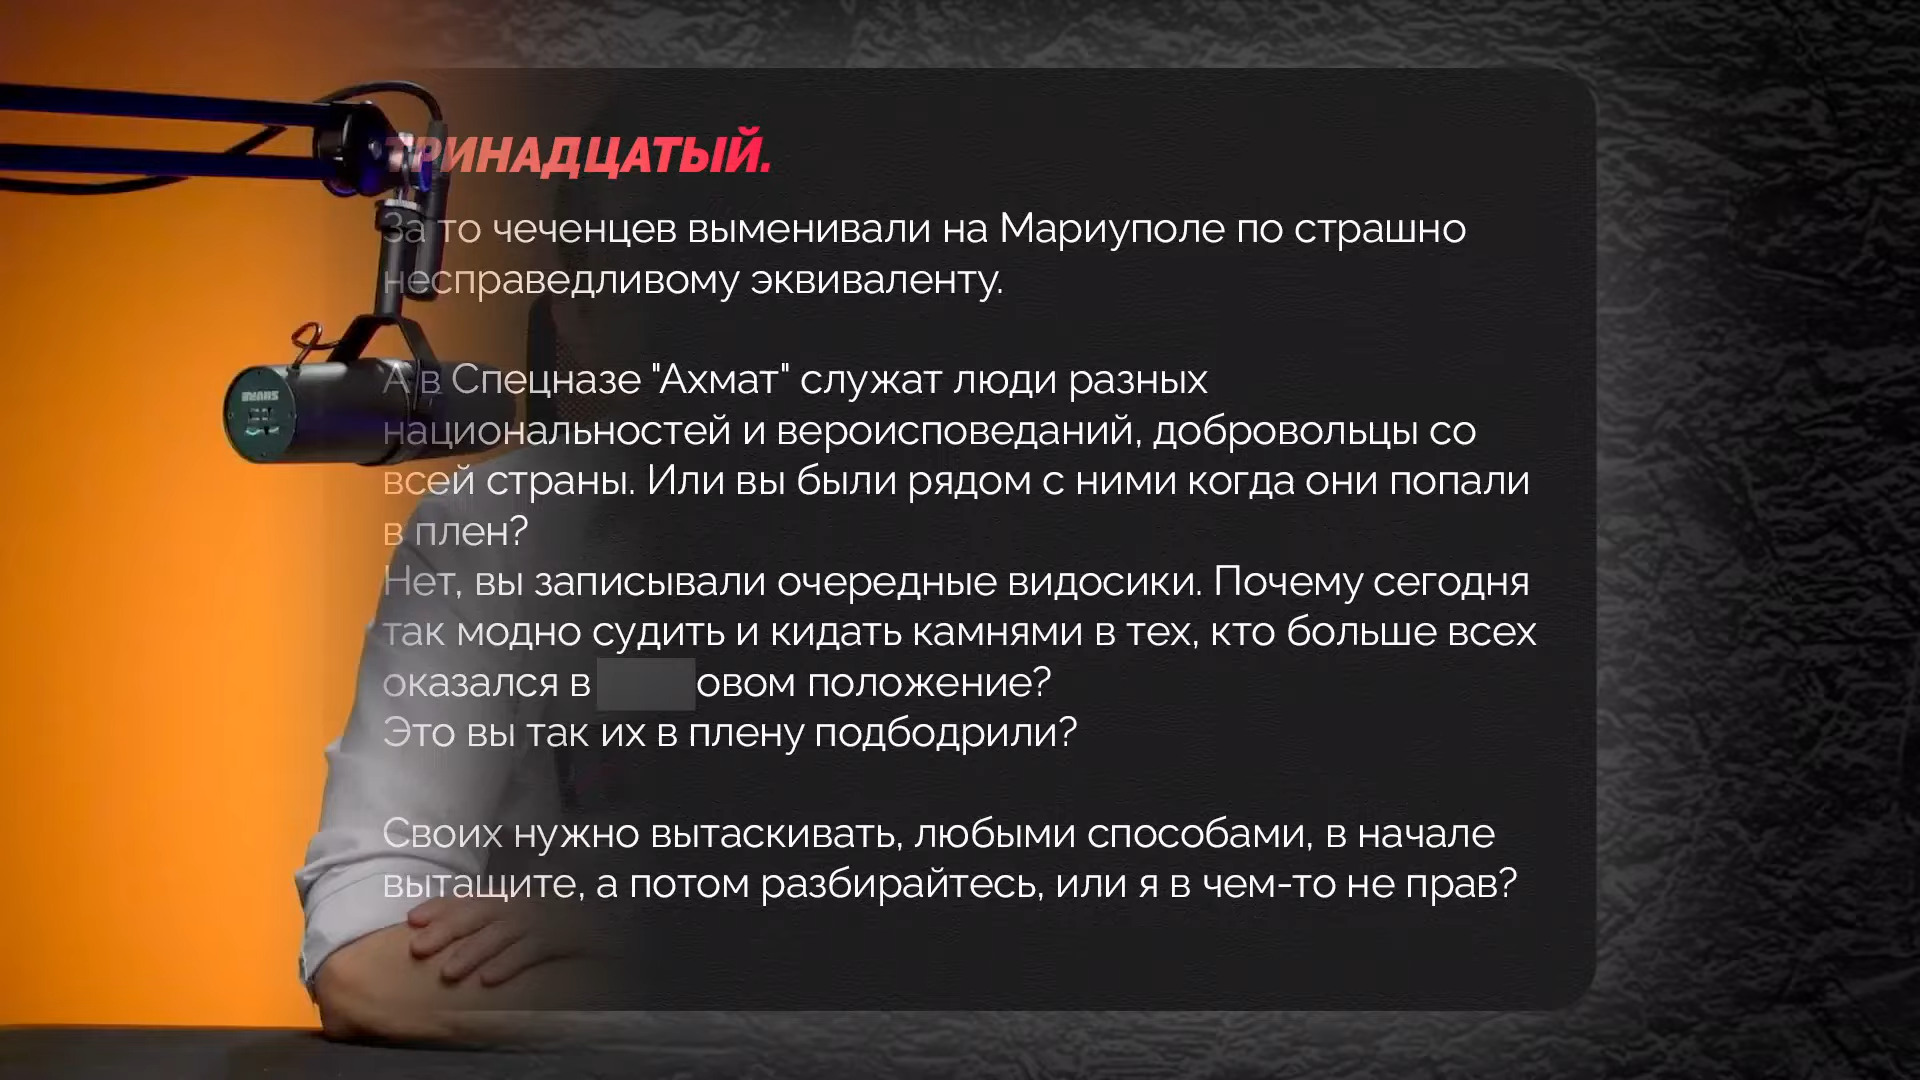 ТРИНАДЦАТЫЙ.
За то чеченцев выменивали на Мариуполе по страшно
несправедливому эквиваленту.
А в Спецназе "Ахмат" служат люди разных
национальностей и вероисповеданий, добровольцы со
всей страны. Или вы были рядом с ними когда они попали
в плен?
Нет, вы записывали очередные видосики. Почему сегодня
так модно судить и кидать камнями в тех, кто больше всех
оказался в овом положение?
Это вы так их в плену подбодрили?
Своих нужно вытаскивать, любыми способами, в начале
вытащите, а потом разбирайтесь, или я в чем-то не прав?